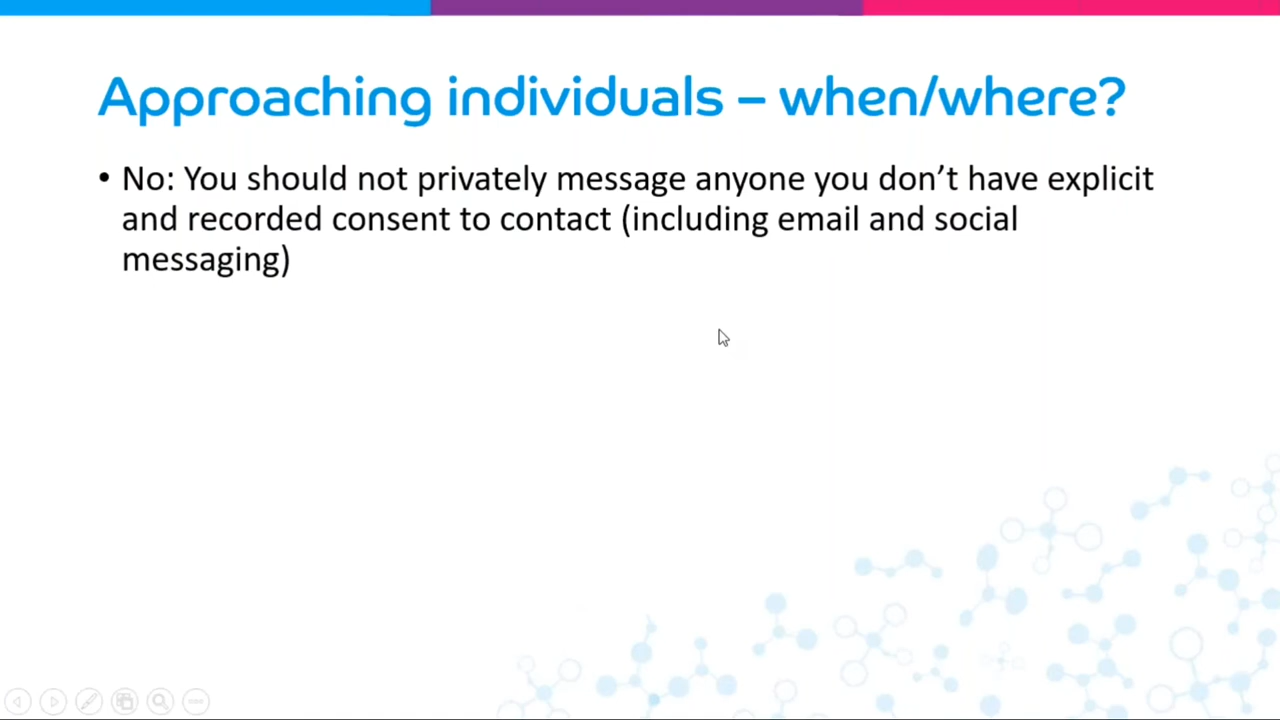 Approaching individuals – when/where?
• No: You should not privately message anyone you don’t have explicit
and recorded consent to contact (including email and social
messaging)